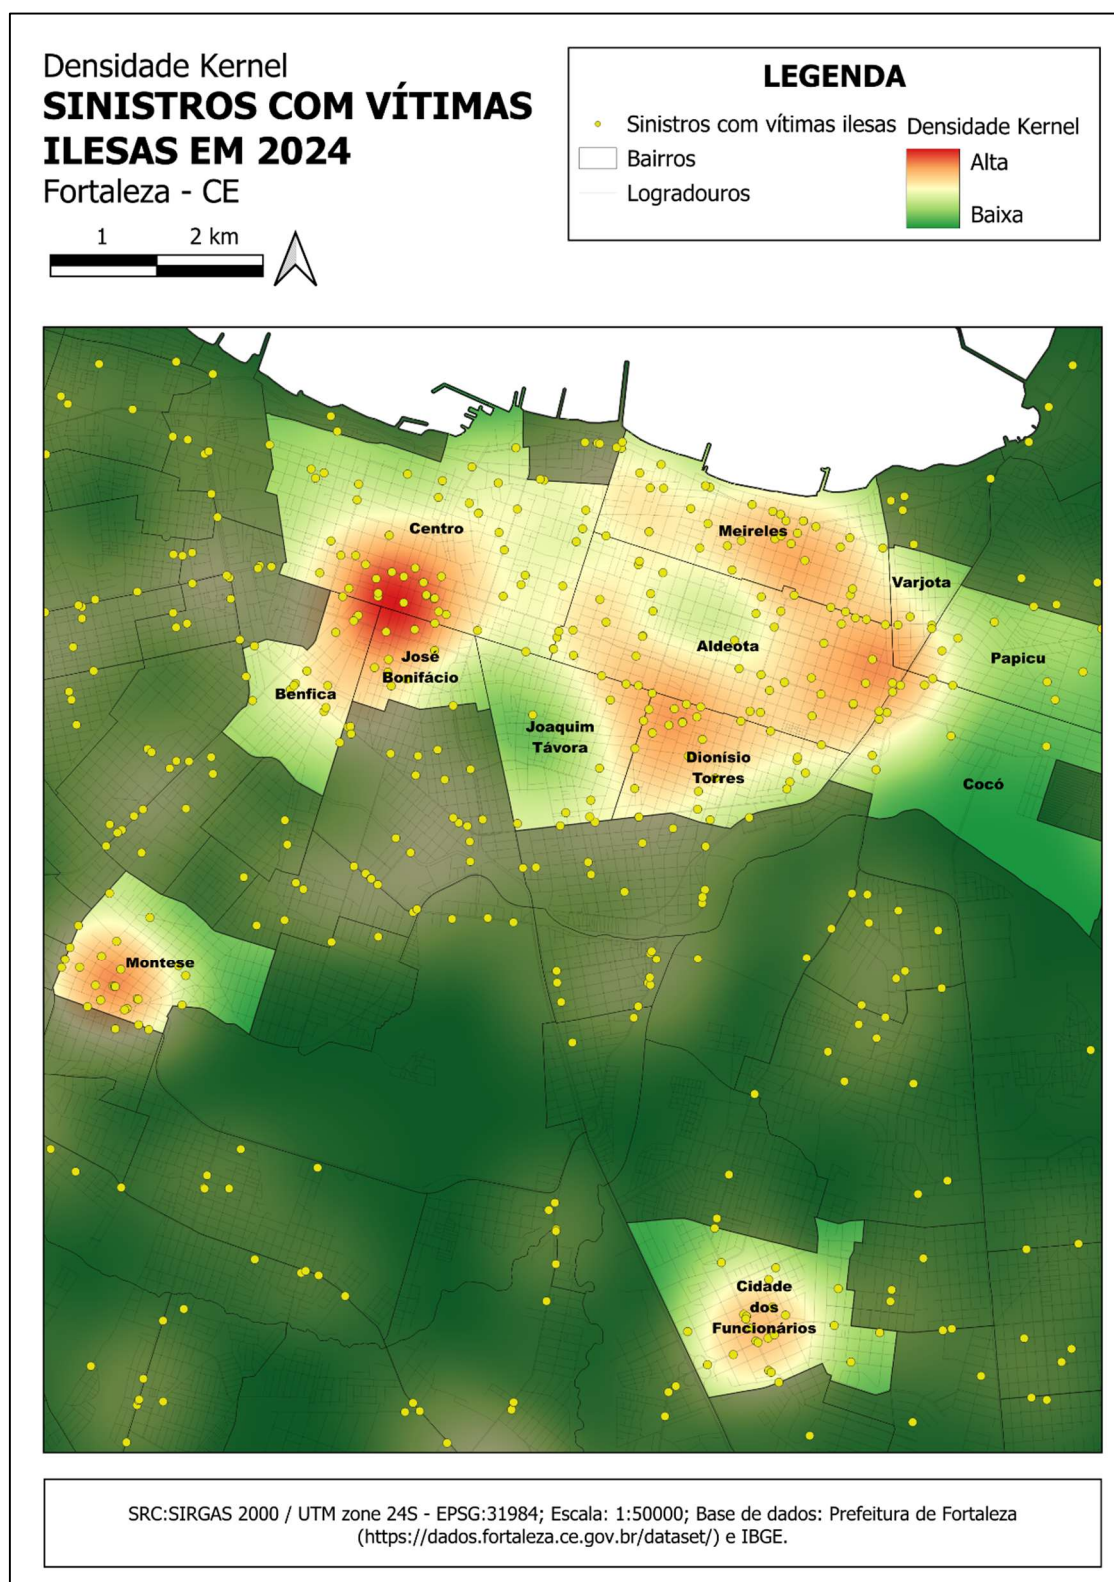 Densidade Kernel
SINISTROS COM VÍTIMAS
ILESAS EM 2024
Fortaleza - CE
1 2 km
LEGENDA
Sinistros com vítimas ilesas
Bairros
Logradouros
Densidade Kernel
Alta
Baixa
Centro
Meireles
Varjota
Aldeota
Papicu
José
Bonifácio
Benfica
Joaquim
Távora
Dionísio
Torres
Cocó
Montese
Cidade
dos
Funcionários
SRC:SIRGAS 2000 / UTM zone 24S - EPSG:31984; Escala: 1:50000; Base de dados: Prefeitura de Fortaleza
(https://dados.fortaleza.ce.gov.br/dataset/) e IBGE.